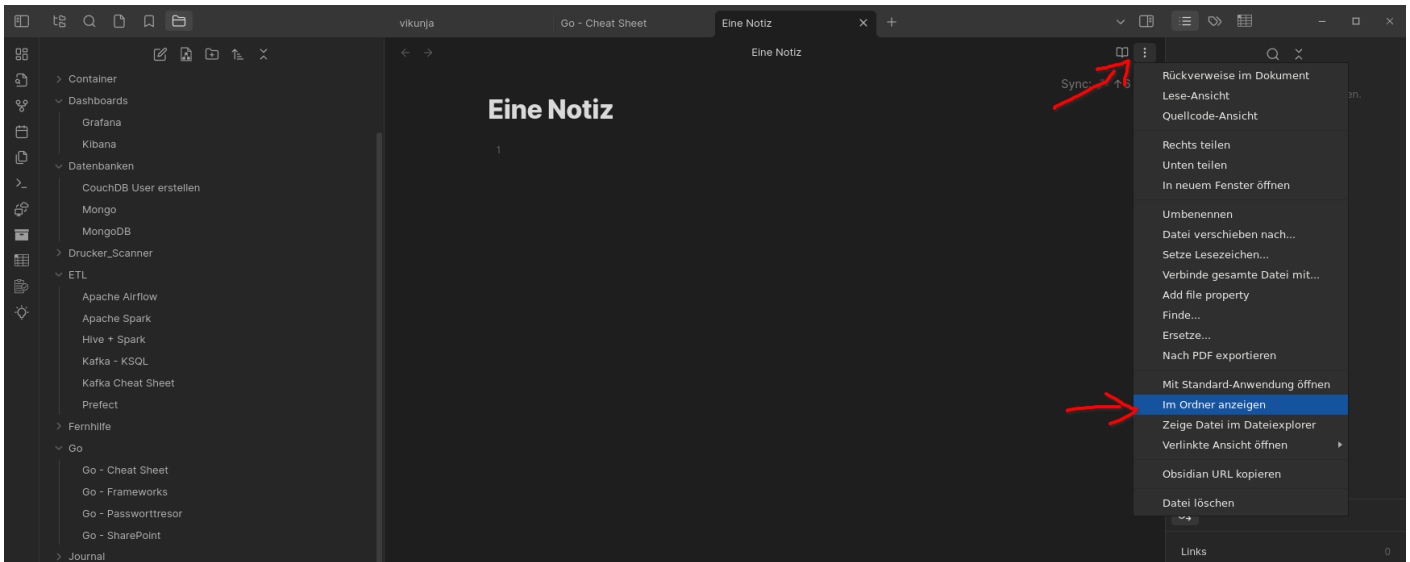 vikunja
Go - Cheat Sheet
Eine Notiz
Eine Notiz
Container
Dashboards
Grafana
Kibana
Datenbanken
CouchDB User erstellen
Mongo
MongoDB
Drucker_Scanner
ETL
Apache Airflow
Apache Spark
Hive + Spark
Kafka - KSQL
Kafka Cheat Sheet
Prefect
Fernhilfe
Go
Go - Cheat Sheet
Go - Frameworks
Go - Passworttresor
Go - SharePoint
Journal
Sync:
Eine Notiz
1
Rückverweise im Dokument
Lese-Ansicht
Quellcode-Ansicht
Rechts teilen
Unten teilen
In neuem Fenster öffnen
Umbenennen
Datei verschieben nach...
Setze Lesezeichen...
Verbinde gesamte Datei mit...
Add file property
Finde...
Ersetze...
Nach PDF exportieren
Mit Standard-Anwendung öffnen
Im Ordner anzeigen
Zeige Datei im Dateiexplorer
Verlinkte Ansicht öffnen
Obsidian URL kopieren
Datei löschen
en.
Links
0